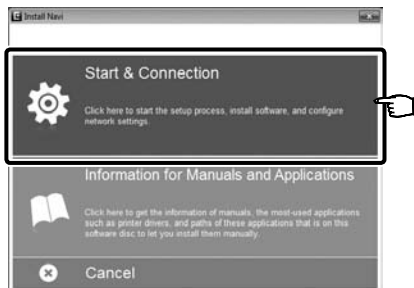 Install Navi
Start & Connection
Click here to start the setup process, install software, and configure
network settings.
Information for Manuals and Applications
Click here to get the information of manuals, the most-used applications
such as printer drivers, and paths of these applications that is on this
software disc to let you install them manually.
Cancel